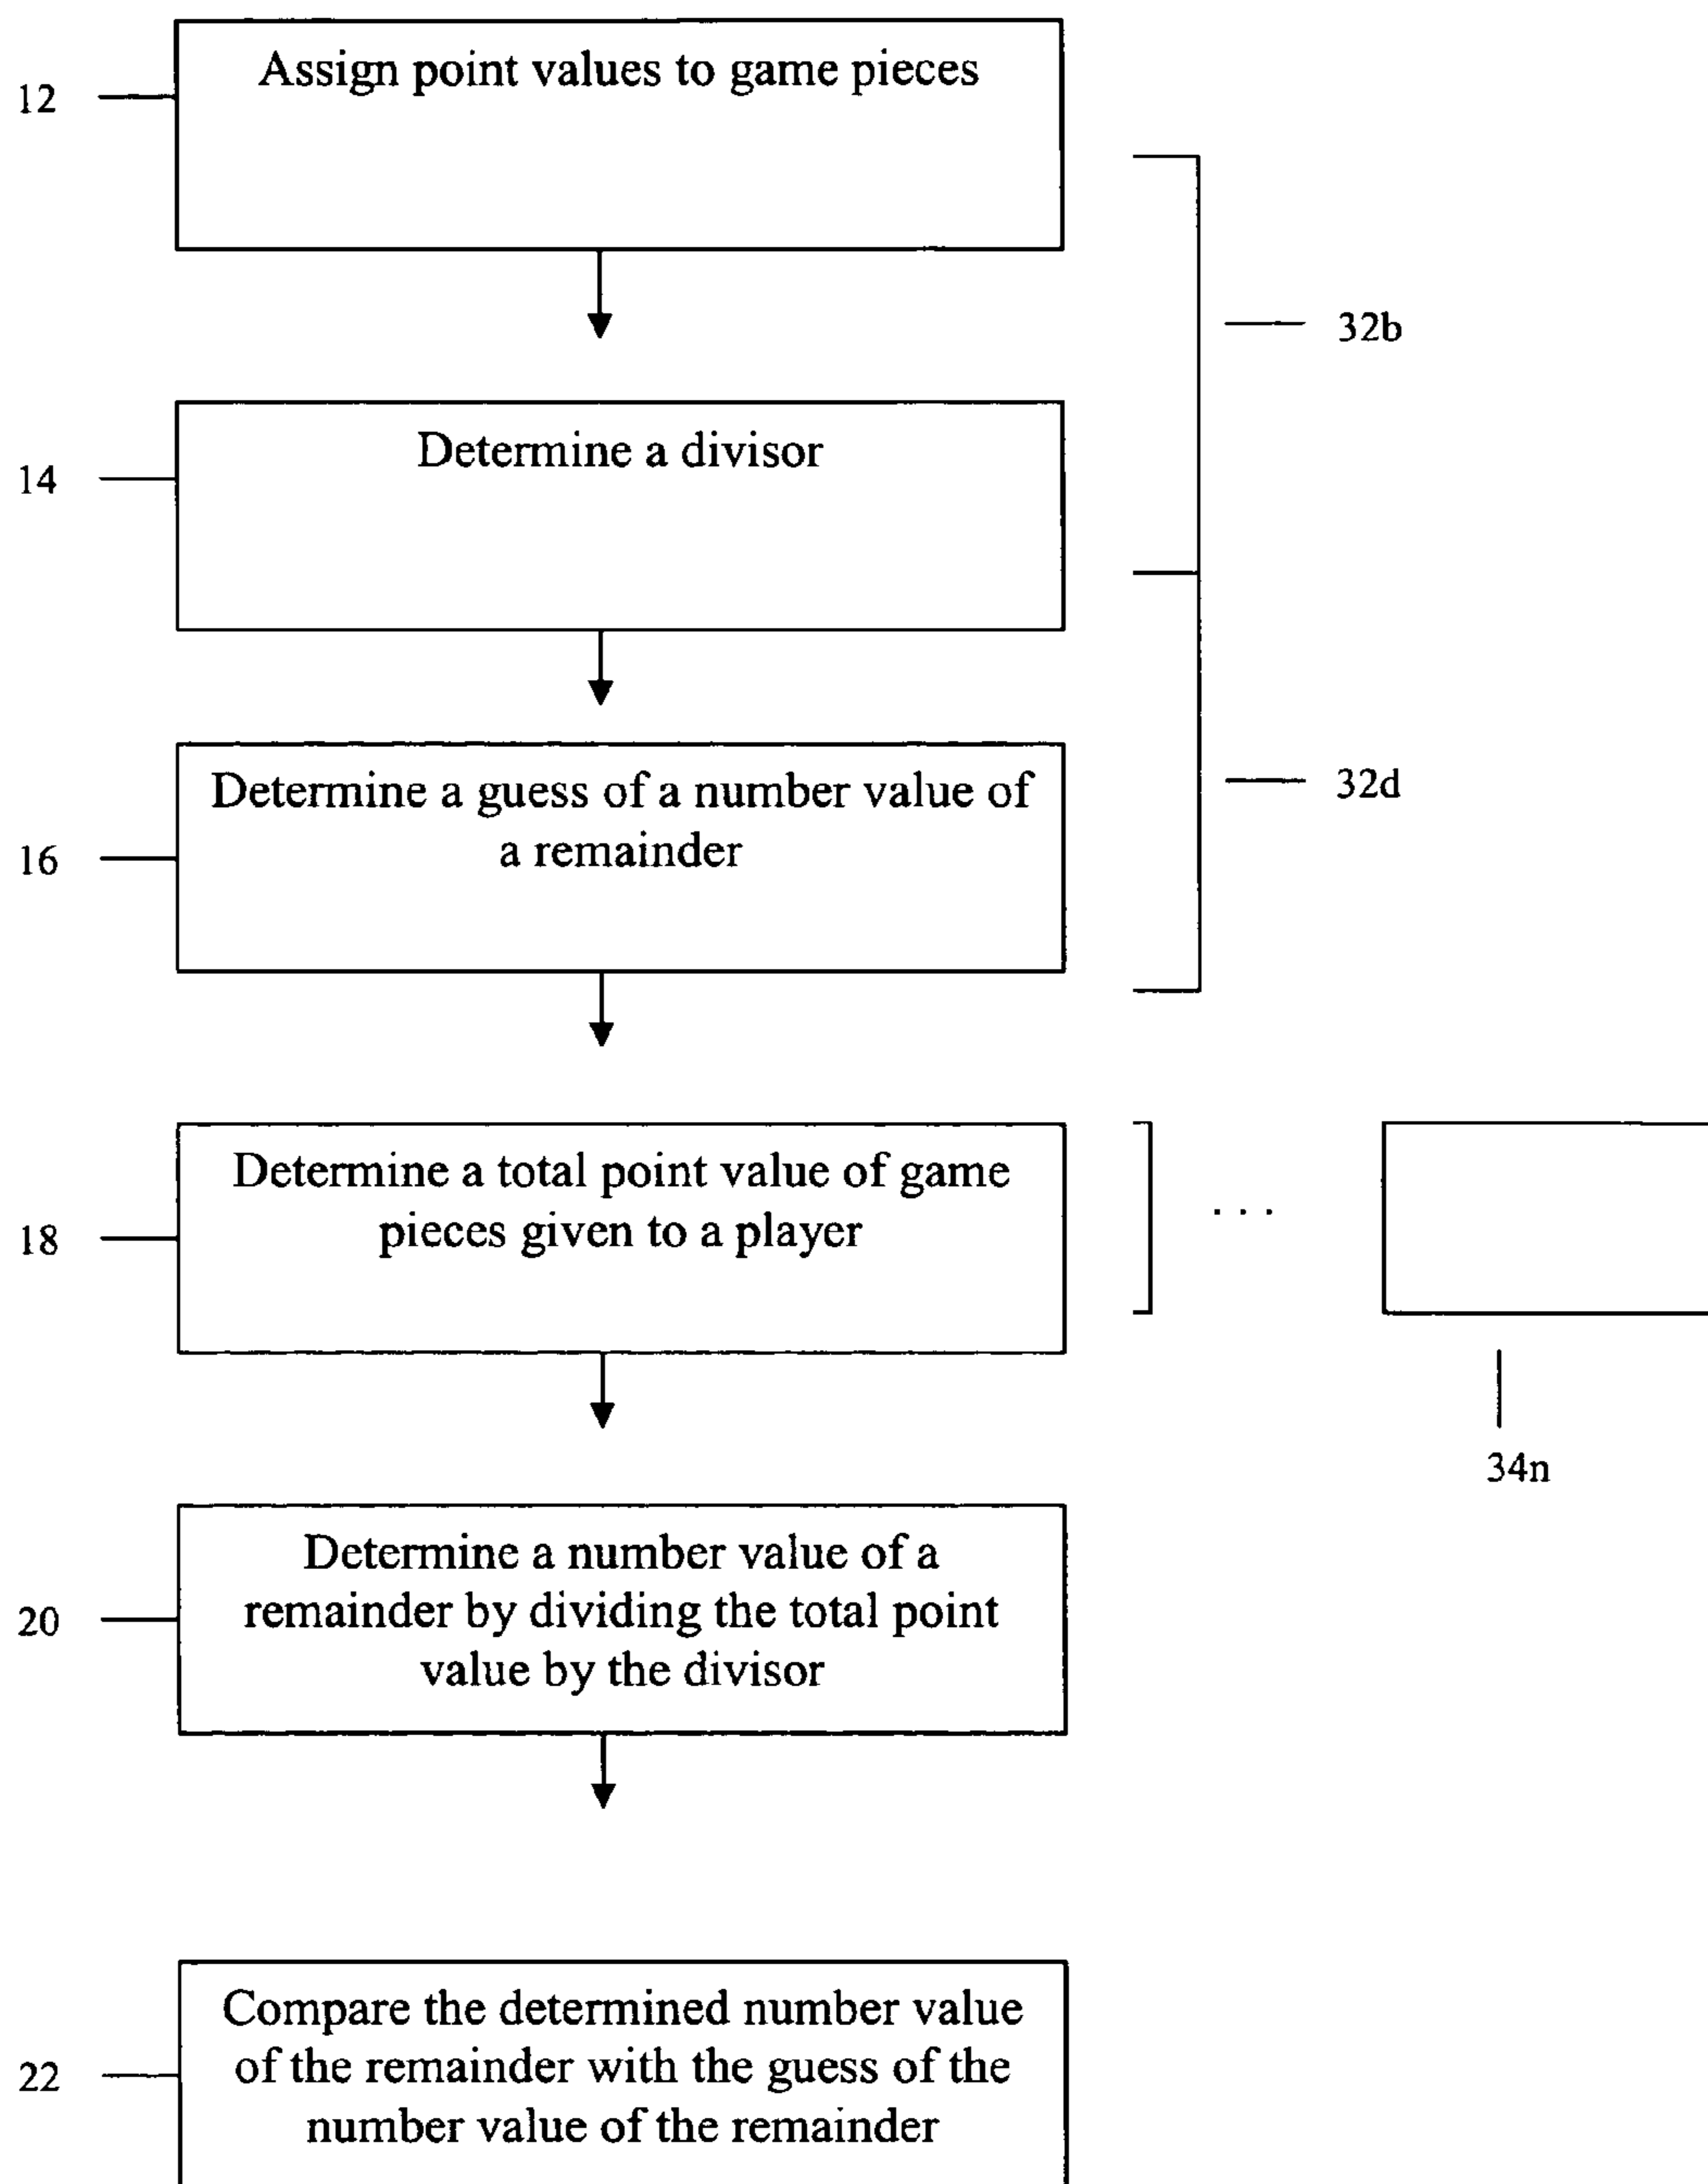 12
Assign point values to game pieces
32b
14
Determine a divisor
16
Determine a guess of a number value of
a remainder
32d
18
Determine a total point value of game
pieces given to a player
. . .
34n
20
Determine a number value of a
remainder by dividing the total point
value by the divisor
22
Compare the determined number value
of the remainder with the guess of the
number value of the remainder